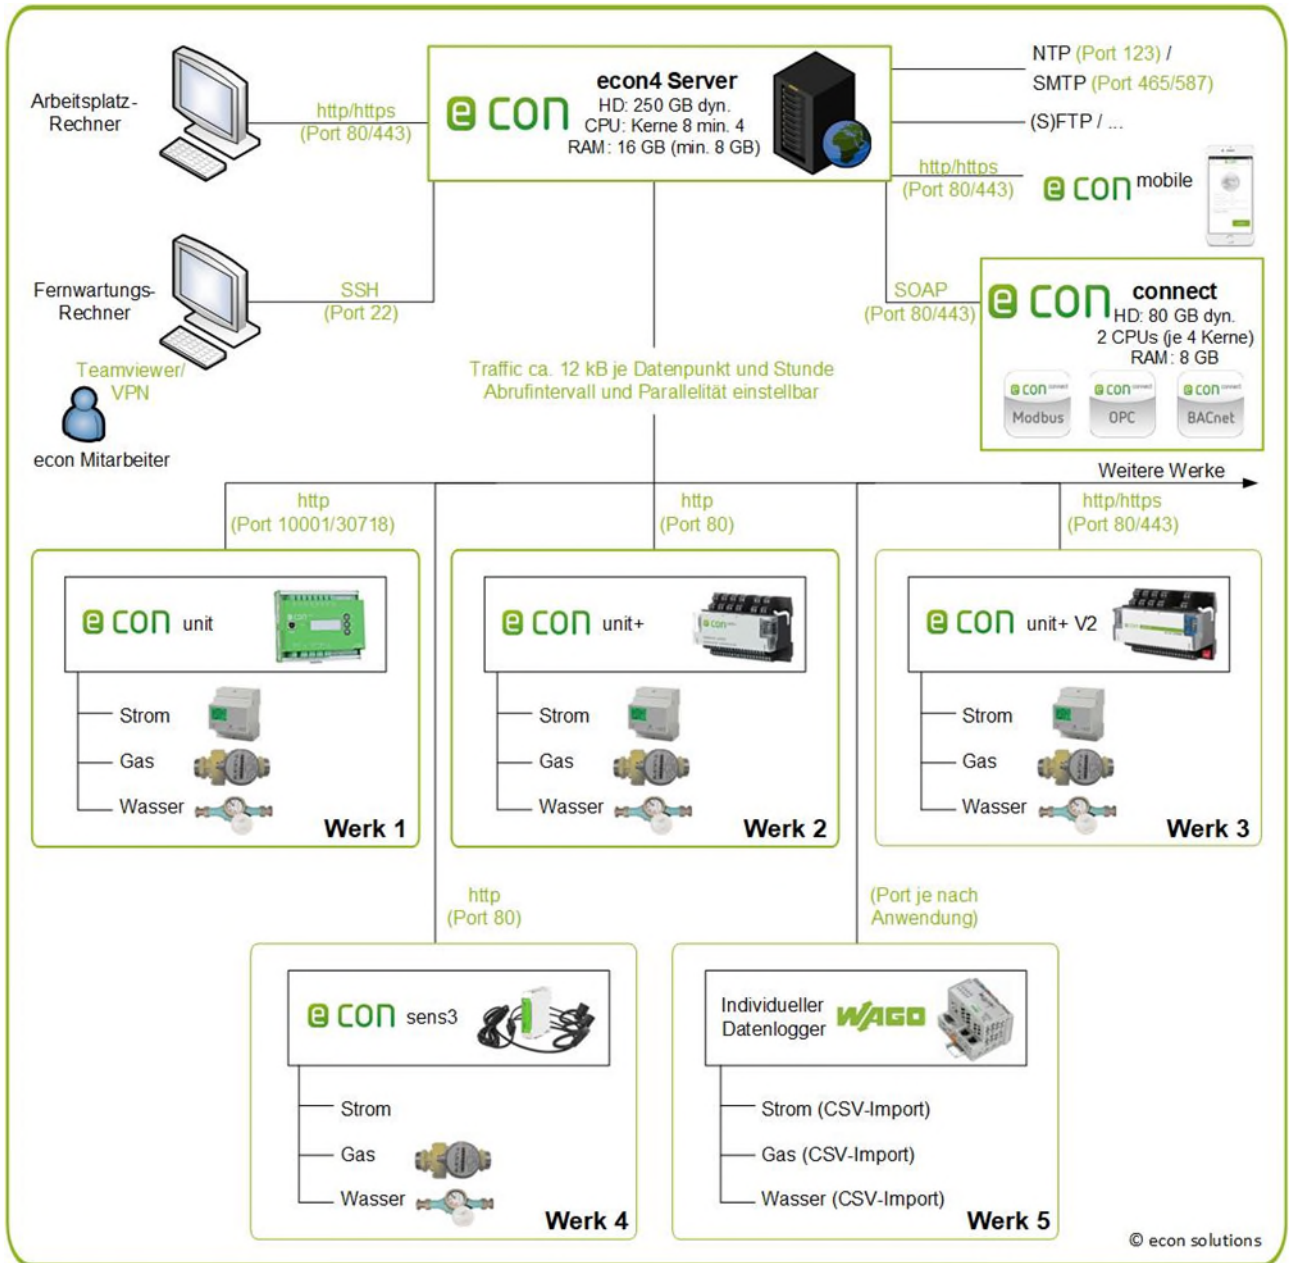 Arbeitsplatz-
Rechner
http/https
(Port 80/443)
e con
econ4 Server
HD: 250 GB dyn.
CPU: Kerne 8 min. 4
RAM: 16 GB (min. 8 GB)
NTP (Port 123) /
SMTP (Port 465/587)
(S)FTP / ...
http/https
(Port 80/443)
e con mobile
Fernwartungs-
Rechner
SSH
(Port 22)
SOAP
(Port 80/443)
e con connect
HD: 80 GB dyn.
2 CPUs (je 4 Kerne)
RAM: 8 GB
e con connect
Modbus
e con connect
OPC
e con connect
BACnet
Teamviewer/
VPN
econ Mitarbeiter
Traffic ca. 12 kB je Datenpunkt und Stunde
Abrufintervall und Parallelität einstellbar
Weitere Werke
http
(Port 10001/30718)
http
(Port 80)
http/https
(Port 80/443)
e con unit
Strom
Gas
Wasser
Werk 1
e con unit+
Strom
Gas
Wasser
Werk 2
e con unit+ V2
Strom
Gas
Wasser
Werk 3
http
(Port 80)
(Port je nach
Anwendung)
e con sens3
Strom
Gas
Wasser
Werk 4
Individueller
Datenlogger
WAGO
Strom (CSV-Import)
Gas (CSV-Import)
Wasser (CSV-Import)
Werk 5
© econ solutions